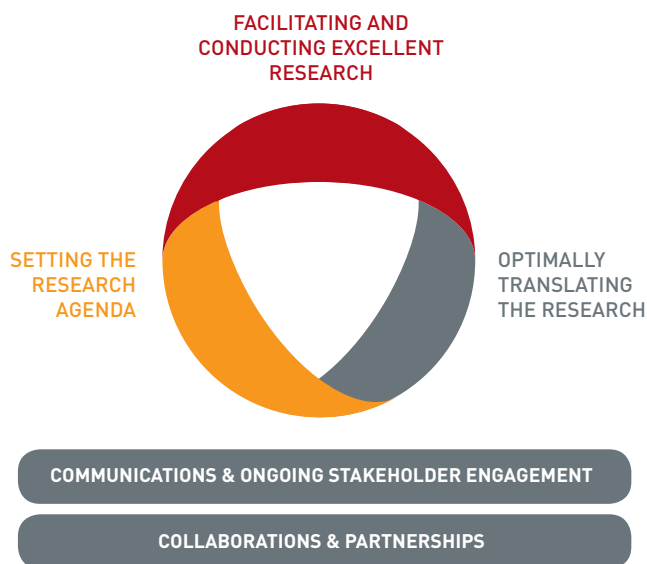 FACILITATING AND
CONDUCTING EXCELLENT
RESEARCH
SETTING THE
RESEARCH
AGENDA
OPTIMALLY
TRANSLATING
THE RESEARCH
COMMUNICATIONS & ONGOING STAKEHOLDER ENGAGEMENT
COLLABORATIONS & PARTNERSHIPS